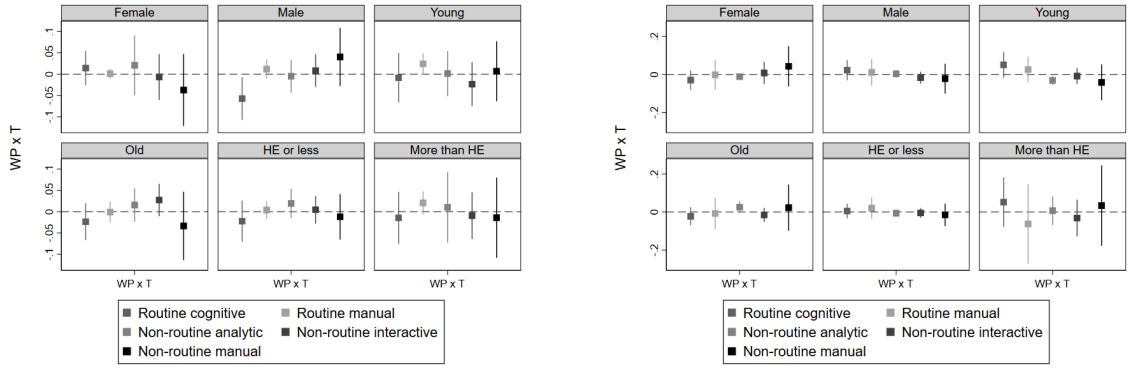 Female Male Young
.1
.05
0
-.05
-.1
Old HE or less More than HE
.1
.05
0
-.05
-.1
WP x T
WP x T WP x T WP x T
Routine cognitive Routine manual
Non-routine analytic Non-routine interactive
Non-routine manual
Female Male Young
.2
0
-.2
Old HE or less More than HE
.2
0
-.2
WP x T
WP x T WP x T WP x T
Routine cognitive Routine manual
Non-routine analytic Non-routine interactive
Non-routine manual